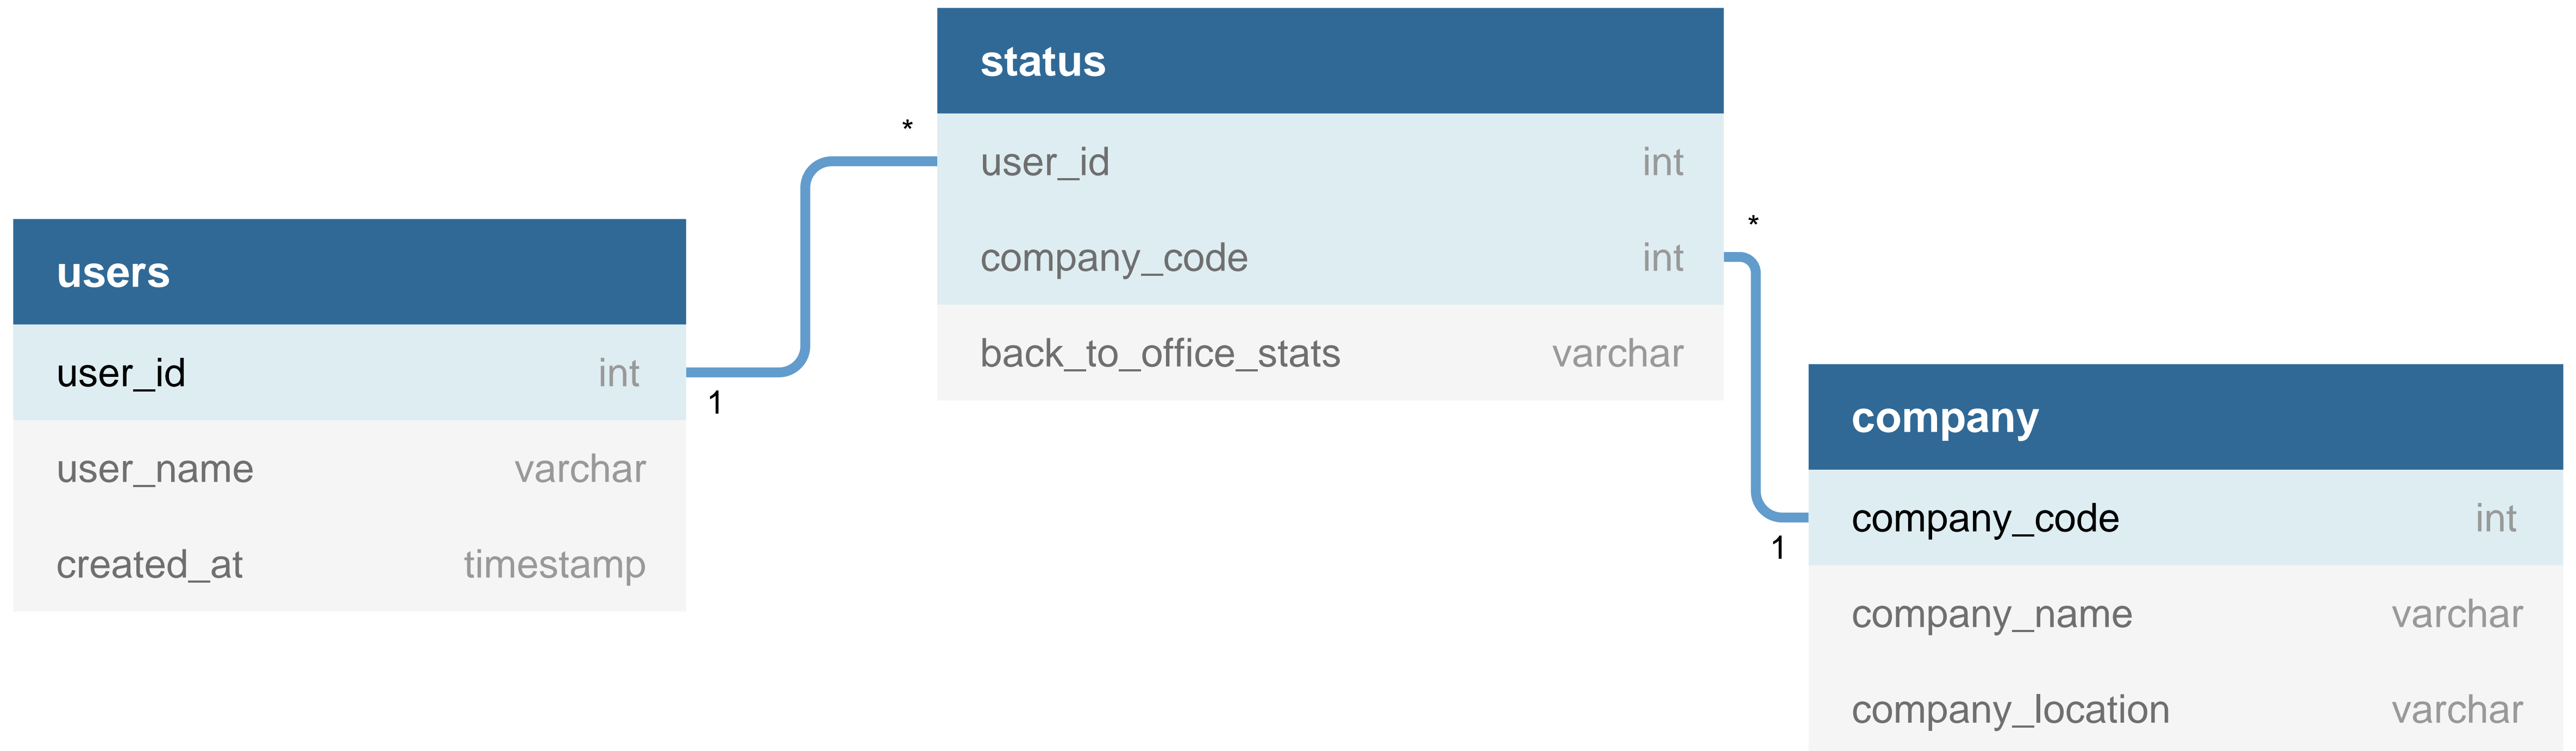 users
user_id int
user_name varchar
created_at timestamp
1
*
status
user_id int
company_code int
back_to_office_stats varchar
*
1
company
company_code int
company_name varchar
company_location varchar